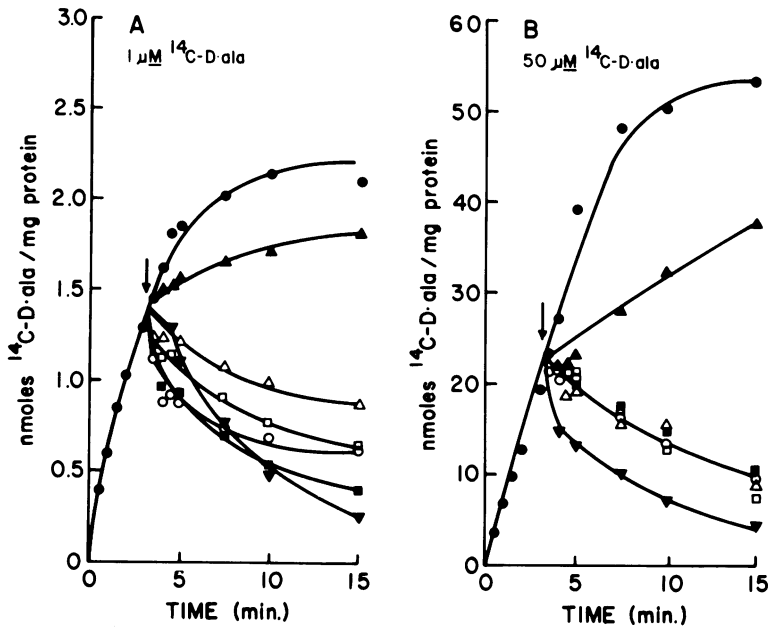 A
1 µM ¹⁴C-D·ala
3.0
2.5
2.0
1.5
1.0
0.5
0
nmoles ¹⁴C-D·ala/mg protein
0 5 10 15
TIME (min.)
B
50 µM ¹⁴C-D·ala
60
50
40
30
20
10
0
nmoles ¹⁴C-D·ala/mg protein
0 5 10 15
TIME (min.)